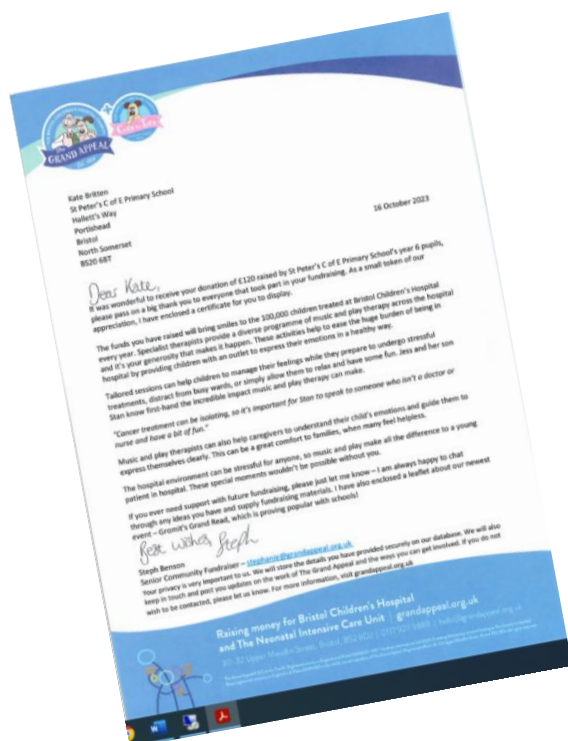 GRAND APPEAL
Kate Britten
St Peter's C of E Primary School
Hallett's Way
Portishead
Bristol
North Somerset
BS20 6BT
16 October 2023
Dear Kate,
It was wonderful to receive your donation of £120 raised by St Peter's C of E Primary School's year 6 pupils,
please pass on a big thank you to everyone that took part in your fundraising. As a small token of our
appreciation, I have enclosed a certificate for you to display.
The funds you have raised will bring smiles to the 100,000 children treated at Bristol Children's Hospital
every year. Specialist therapists provide a diverse programme of music and play therapy across the hospital
and it's your generosity that makes it happen. These activities help to ease the huge burden of being in
hospital by providing children with an outlet to express their emotions in a healthy way.
Tailored sessions can help children to manage their feelings while they prepare to undergo stressful
treatments, distract from busy wards, or simply allow them to relax and have some fun. Jess and her son
Stan know first-hand the incredible impact music and play therapy can make.
"Cancer treatment can be isolating, so it's important for Stan to speak to someone who isn't a doctor or
nurse and have a bit of fun."
Music and play therapists can also help caregivers to understand their child's emotions and guide them to
express themselves clearly. This can be a great comfort to families, when many feel helpless.
The hospital environment can be stressful for anyone, so music and play make all the difference to a young
patient in hospital. These special moments wouldn't be possible without you.
If you ever need support with future fundraising, please just let me know – I am always happy to chat
through any ideas you have and supply fundraising materials. I have also enclosed a leaflet about our newest
event – Gromit's Grand Read, which is proving popular with schools!
Best wishes Steph
Steph Benson
Senior Community Fundraiser – stephanie@grandappeal.org.uk
Your privacy is very important to us. We will store the details you have provided securely on our database. We will also
keep in touch and post you updates on the work of The Grand Appeal and the ways you can get involved. If you do not
wish to be contacted, please let us know. For more information, visit grandappeal.org.uk
Raising money for Bristol Children's Hospital
and The Neonatal Intensive Care Unit | grandappeal.org.uk